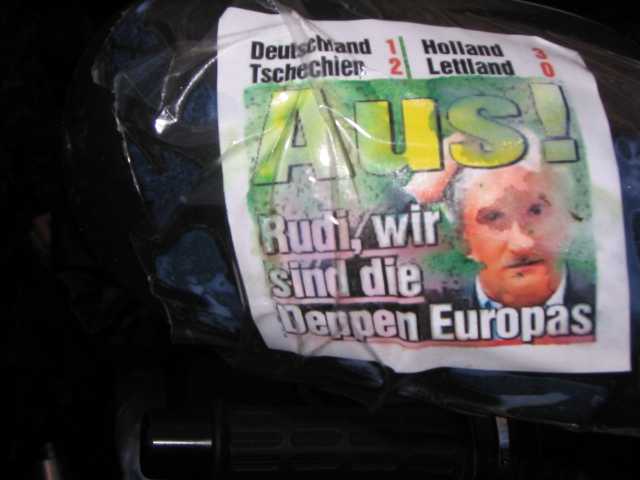 Deutschland 1
Tschechien 2
Holland 3
Lettland 0
Aus!
Rudi, wir
sind die
Deppen Europas